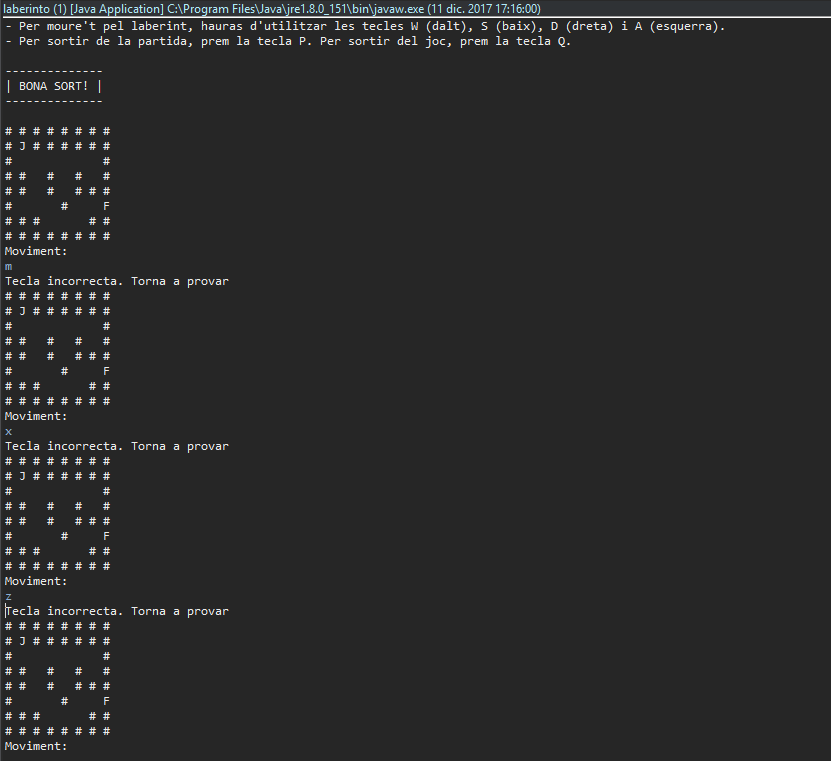 laberinto (1) [Java Application] C:\Program Files\Java\jre1.8.0_151\bin\javaw.exe (11 dic. 2017 17:16:00)
- Per moure't pel laberint, hauras d'utilitzar les tecles W (dalt), S (baix), D (dreta) i A (esquerra).
- Per sortir de la partida, prem la tecla P. Per sortir del joc, prem la tecla Q.
--------------
| BONA SORT! |
--------------
# # # # # # # #
# J # # # # # #
#             #
# #   #   #   #
# #   #   # # #
#       #     F
# # #       # #
# # # # # # # #
Moviment:
m
Tecla incorrecta. Torna a provar
# # # # # # # #
# J # # # # # #
#             #
# #   #   #   #
# #   #   # # #
#       #     F
# # #       # #
# # # # # # # #
Moviment:
x
Tecla incorrecta. Torna a provar
# # # # # # # #
# J # # # # # #
#             #
# #   #   #   #
# #   #   # # #
#       #     F
# # #       # #
# # # # # # # #
Moviment:
z
Tecla incorrecta. Torna a provar
# # # # # # # #
# J # # # # # #
#             #
# #   #   #   #
# #   #   # # #
#       #     F
# # #       # #
# # # # # # # #
Moviment: